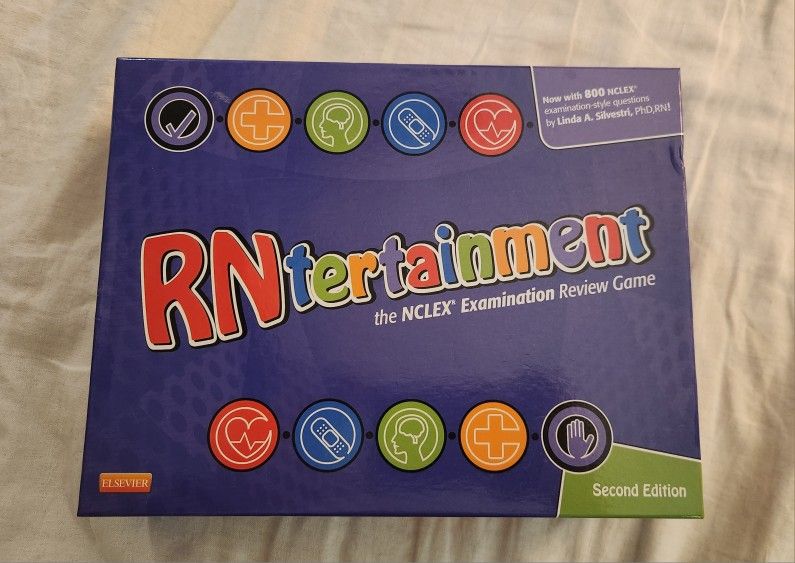 Now with 800 NCLEX®
examination-style questions
by Linda A. Silvestri, PhD,RN!
RNtertainment
the NCLEX® Examination Review Game
ELSEVIER
Second Edition